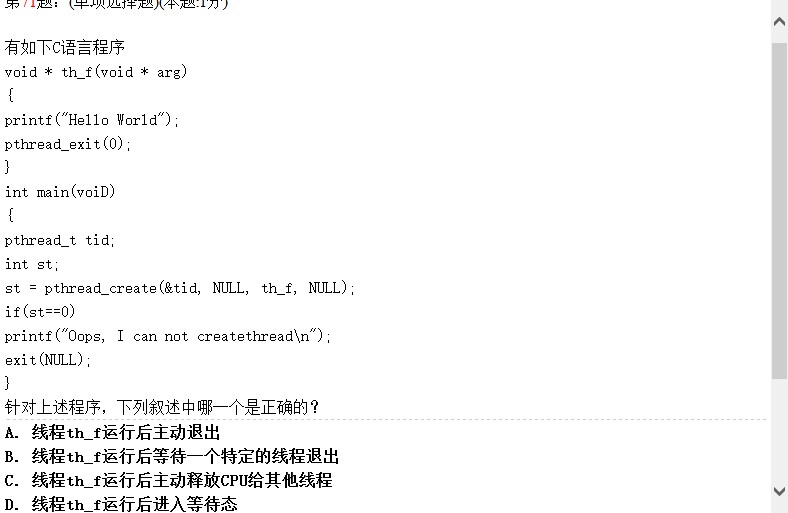 第71题: (单项选择题)(本题:1分)
有如下C语言程序
void * th_f(void * arg)
{
printf("Hello World");
pthread_exit(0);
}
int main(voiD)
{
pthread_t tid;
int st;
st = pthread_create(&tid, NULL, th_f, NULL);
if(st==0)
printf("Oops, I can not createthread\n");
exit(NULL);
}
针对上述程序，下列叙述中哪一个是正确的？
A. 线程th_f运行后主动退出
B. 线程th_f运行后等待一个特定的线程退出
C. 线程th_f运行后主动释放CPU给其他线程
D. 线程th_f运行后进入等待态